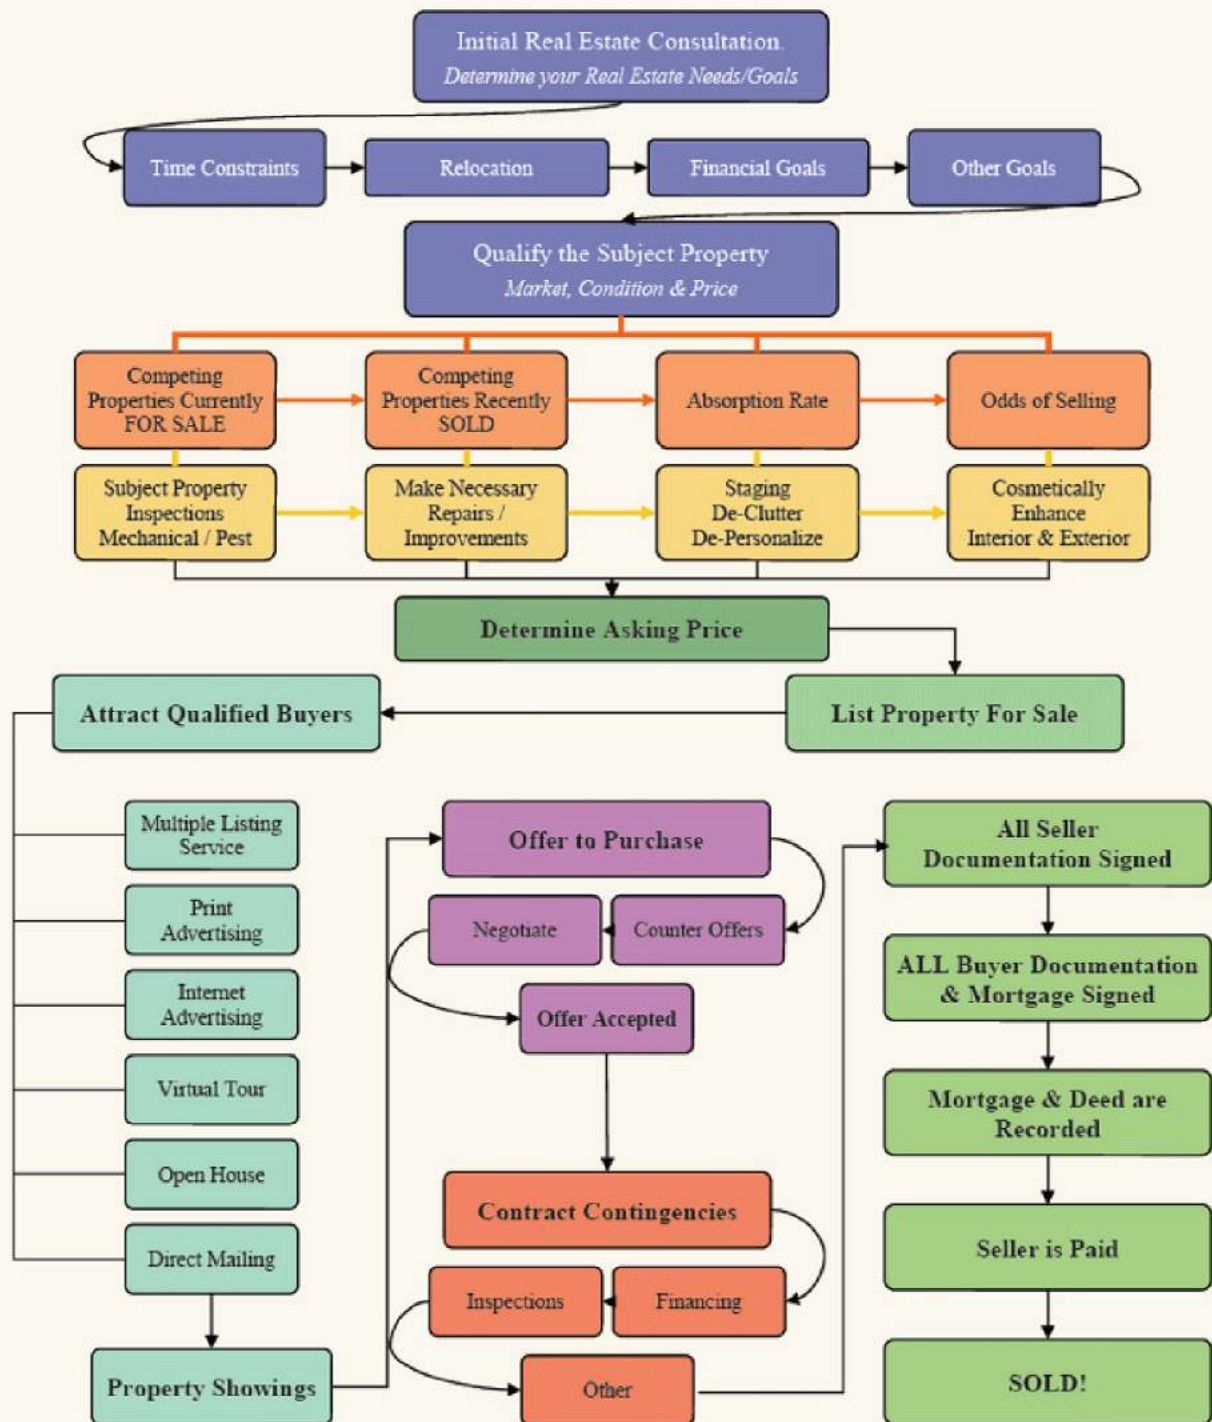 Initial Real Estate Consultation.
Determine your Real Estate Needs/Goals
Time Constraints
Relocation
Financial Goals
Other Goals
Qualify the Subject Property
Market, Condition & Price
Competing
Properties Currently
FOR SALE
Competing
Properties Recently
SOLD
Absorption Rate
Odds of Selling
Subject Property
Inspections
Mechanical / Pest
Make Necessary
Repairs /
Improvements
Staging
De-Clutter
De-Personalize
Cosmetically
Enhance
Interior & Exterior
Determine Asking Price
Attract Qualified Buyers
List Property For Sale
Multiple Listing
Service
Print
Advertising
Internet
Advertising
Virtual Tour
Open House
Direct Mailing
Property Showings
Offer to Purchase
Negotiate
Counter Offers
Offer Accepted
Contract Contingencies
Inspections
Financing
Other
All Seller
Documentation Signed
ALL Buyer Documentation
& Mortgage Signed
Mortgage & Deed are
Recorded
Seller is Paid
SOLD!